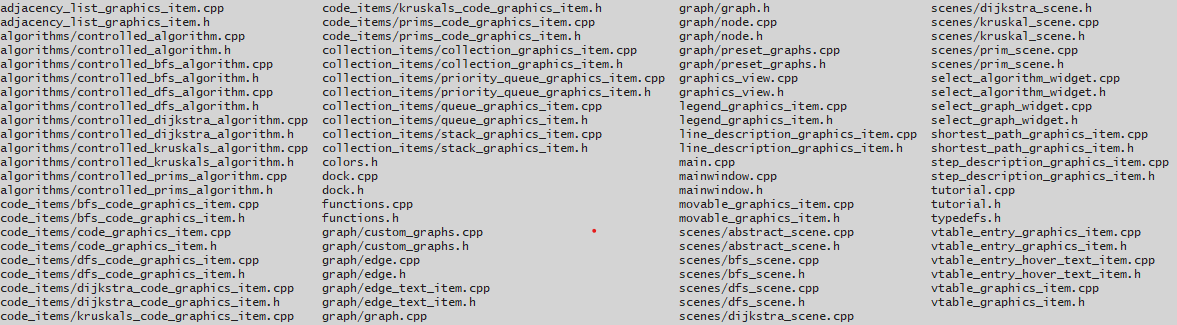 adjacency_list_graphics_item.cpp
adjacency_list_graphics_item.h
algorithms/controlled_algorithm.cpp
algorithms/controlled_algorithm.h
algorithms/controlled_bfs_algorithm.cpp
algorithms/controlled_bfs_algorithm.h
algorithms/controlled_dfs_algorithm.cpp
algorithms/controlled_dfs_algorithm.h
algorithms/controlled_dijkstra_algorithm.cpp
algorithms/controlled_dijkstra_algorithm.h
algorithms/controlled_kruskals_algorithm.cpp
algorithms/controlled_kruskals_algorithm.h
algorithms/controlled_prims_algorithm.cpp
algorithms/controlled_prims_algorithm.h
code_items/bfs_code_graphics_item.cpp
code_items/bfs_code_graphics_item.h
code_items/code_graphics_item.cpp
code_items/code_graphics_item.h
code_items/dfs_code_graphics_item.cpp
code_items/dfs_code_graphics_item.h
code_items/dijkstra_code_graphics_item.cpp
code_items/dijkstra_code_graphics_item.h
code_items/kruskals_code_graphics_item.cpp
code_items/kruskals_code_graphics_item.h
code_items/prims_code_graphics_item.cpp
code_items/prims_code_graphics_item.h
collection_items/collection_graphics_item.cpp
collection_items/collection_graphics_item.h
collection_items/priority_queue_graphics_item.cpp
collection_items/priority_queue_graphics_item.h
collection_items/queue_graphics_item.cpp
collection_items/queue_graphics_item.h
collection_items/stack_graphics_item.cpp
collection_items/stack_graphics_item.h
colors.h
dock.cpp
dock.h
functions.cpp
functions.h
graph/custom_graphs.cpp
graph/custom_graphs.h
graph/edge.cpp
graph/edge.h
graph/edge_text_item.cpp
graph/edge_text_item.h
graph/graph.cpp
graph/graph.h
graph/node.cpp
graph/node.h
graph/preset_graphs.cpp
graph/preset_graphs.h
graphics_view.cpp
graphics_view.h
legend_graphics_item.cpp
legend_graphics_item.h
line_description_graphics_item.cpp
line_description_graphics_item.h
main.cpp
mainwindow.cpp
mainwindow.h
movable_graphics_item.cpp
movable_graphics_item.h
scenes/abstract_scene.cpp
scenes/abstract_scene.h
scenes/bfs_scene.cpp
scenes/bfs_scene.h
scenes/dfs_scene.cpp
scenes/dfs_scene.h
scenes/dijkstra_scene.cpp
scenes/dijkstra_scene.h
scenes/kruskal_scene.cpp
scenes/kruskal_scene.h
scenes/prim_scene.cpp
scenes/prim_scene.h
select_algorithm_widget.cpp
select_algorithm_widget.h
select_graph_widget.cpp
select_graph_widget.h
shortest_path_graphics_item.cpp
shortest_path_graphics_item.h
step_description_graphics_item.cpp
step_description_graphics_item.h
tutorial.cpp
tutorial.h
typedefs.h
vtable_entry_graphics_item.cpp
vtable_entry_graphics_item.h
vtable_entry_hover_text_item.cpp
vtable_entry_hover_text_item.h
vtable_graphics_item.cpp
vtable_graphics_item.h